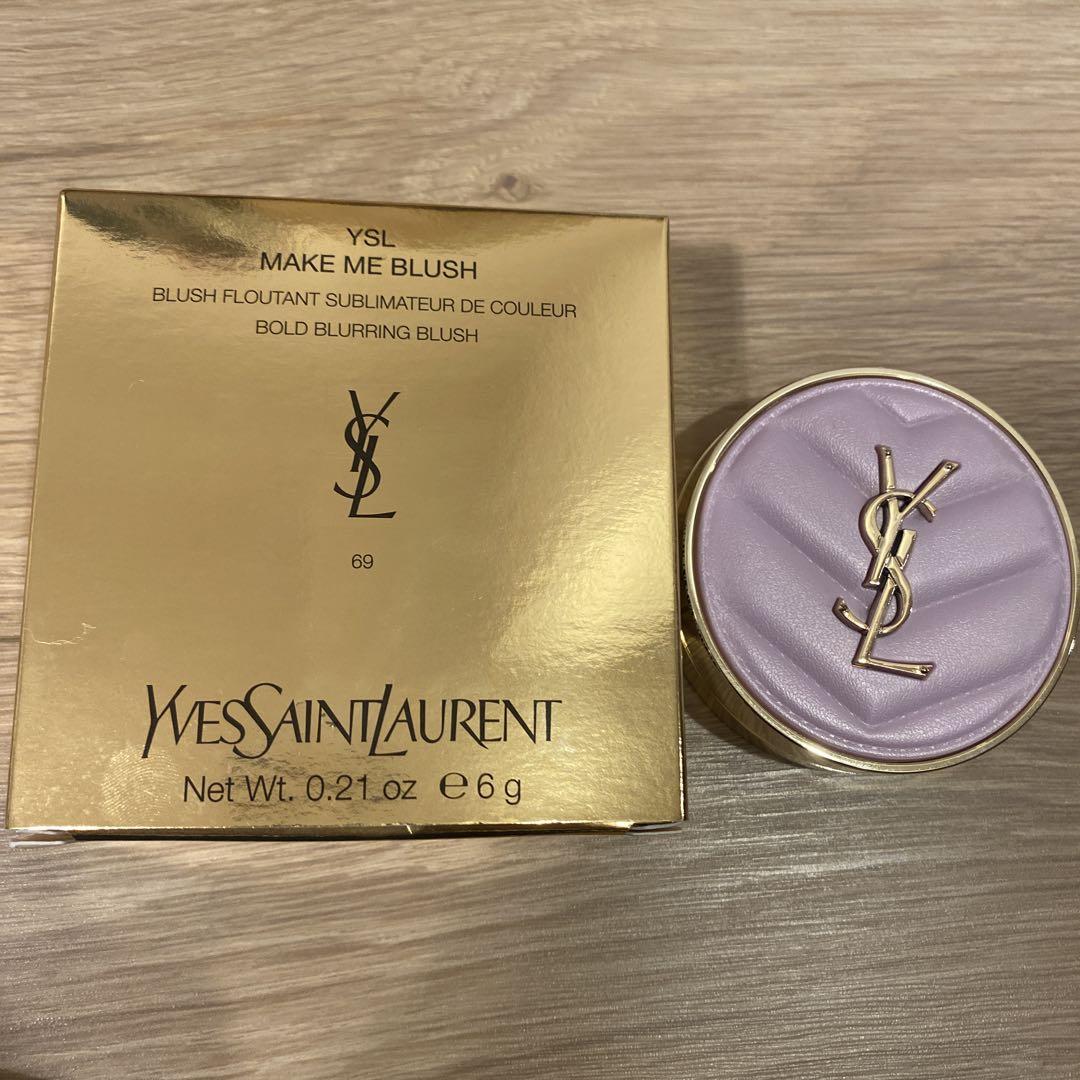 YSL
MAKE ME BLUSH
BLUSH FLOUTANT SUBLIMATEUR DE COULEUR
BOLD BLURRING BLUSH
YSL
69
YVESSAINTLAURENT
Net Wt. 0.21 oz ℮ 6 g
YSL